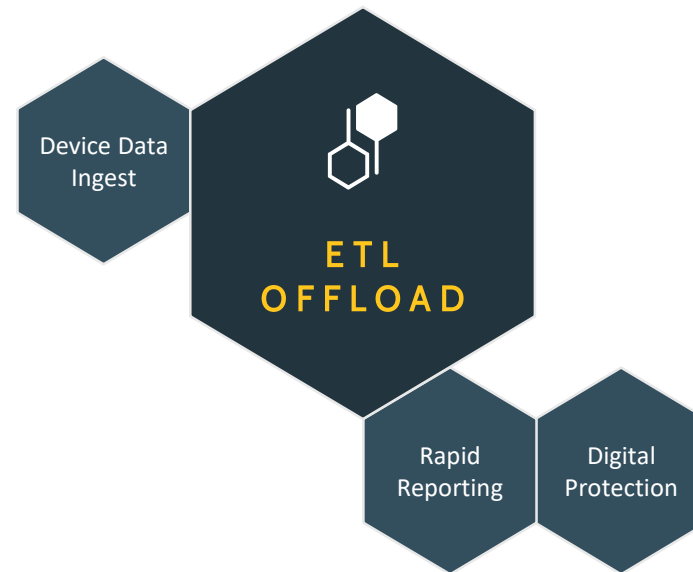 Device Data
Ingest
ETL
OFFLOAD
Rapid
Reporting
Digital
Protection